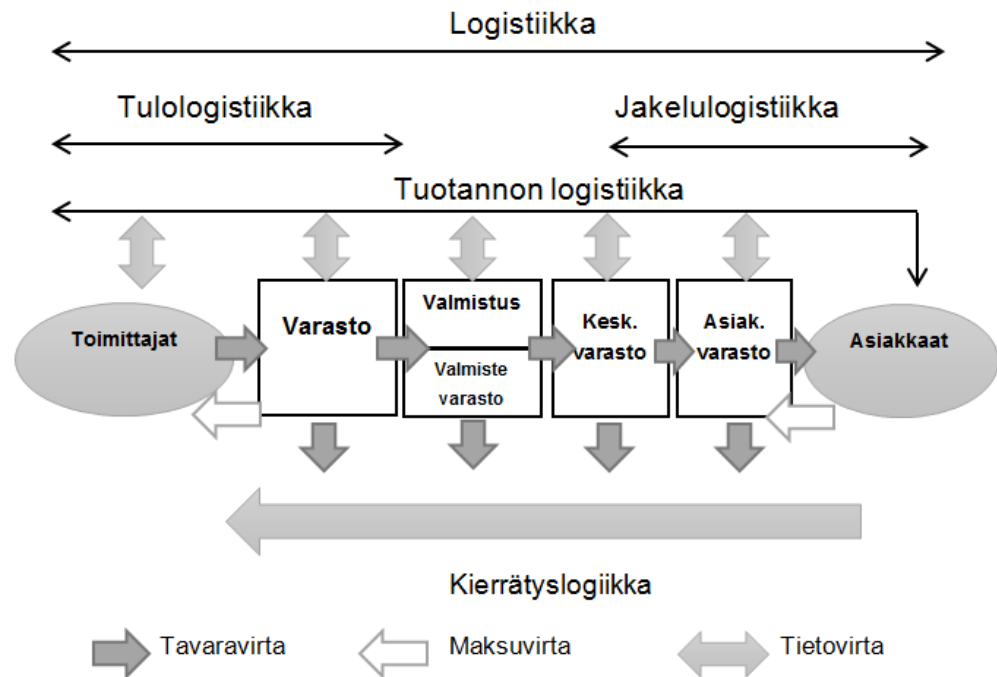 Logistiikka
Tulologistiikka
Jakelulogistiikka
Tuotannon logistiikka
Toimittajat
Varasto
Valmistus
Valmiste
varasto
Kesk.
varasto
Asiak.
varasto
Asiakkaat
Kierrätyslogiikka
Tavaravirta
Maksuvirta
Tietovirta